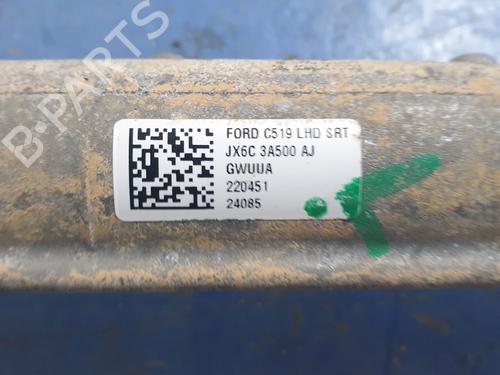 B-PARTS
FORD C519 LHD SRT
JX6C 3A500 AJ
GWUUA
220451
24085